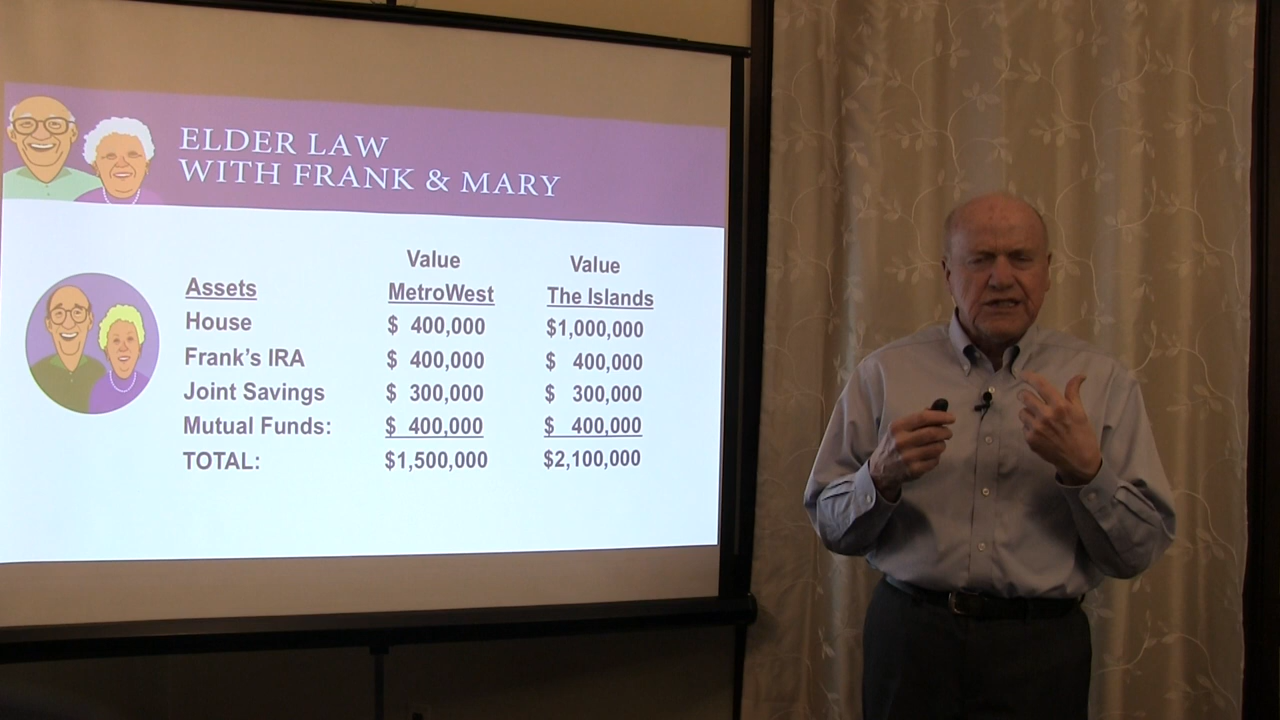 ELDER LAW
WITH FRANK & MARY
Value Value
Assets MetroWest The Islands
House $ 400,000 $1,000,000
Frank's IRA $ 400,000 $ 400,000
Joint Savings $ 300,000 $ 300,000
Mutual Funds: $ 400,000 $ 400,000
TOTAL: $1,500,000 $2,100,000